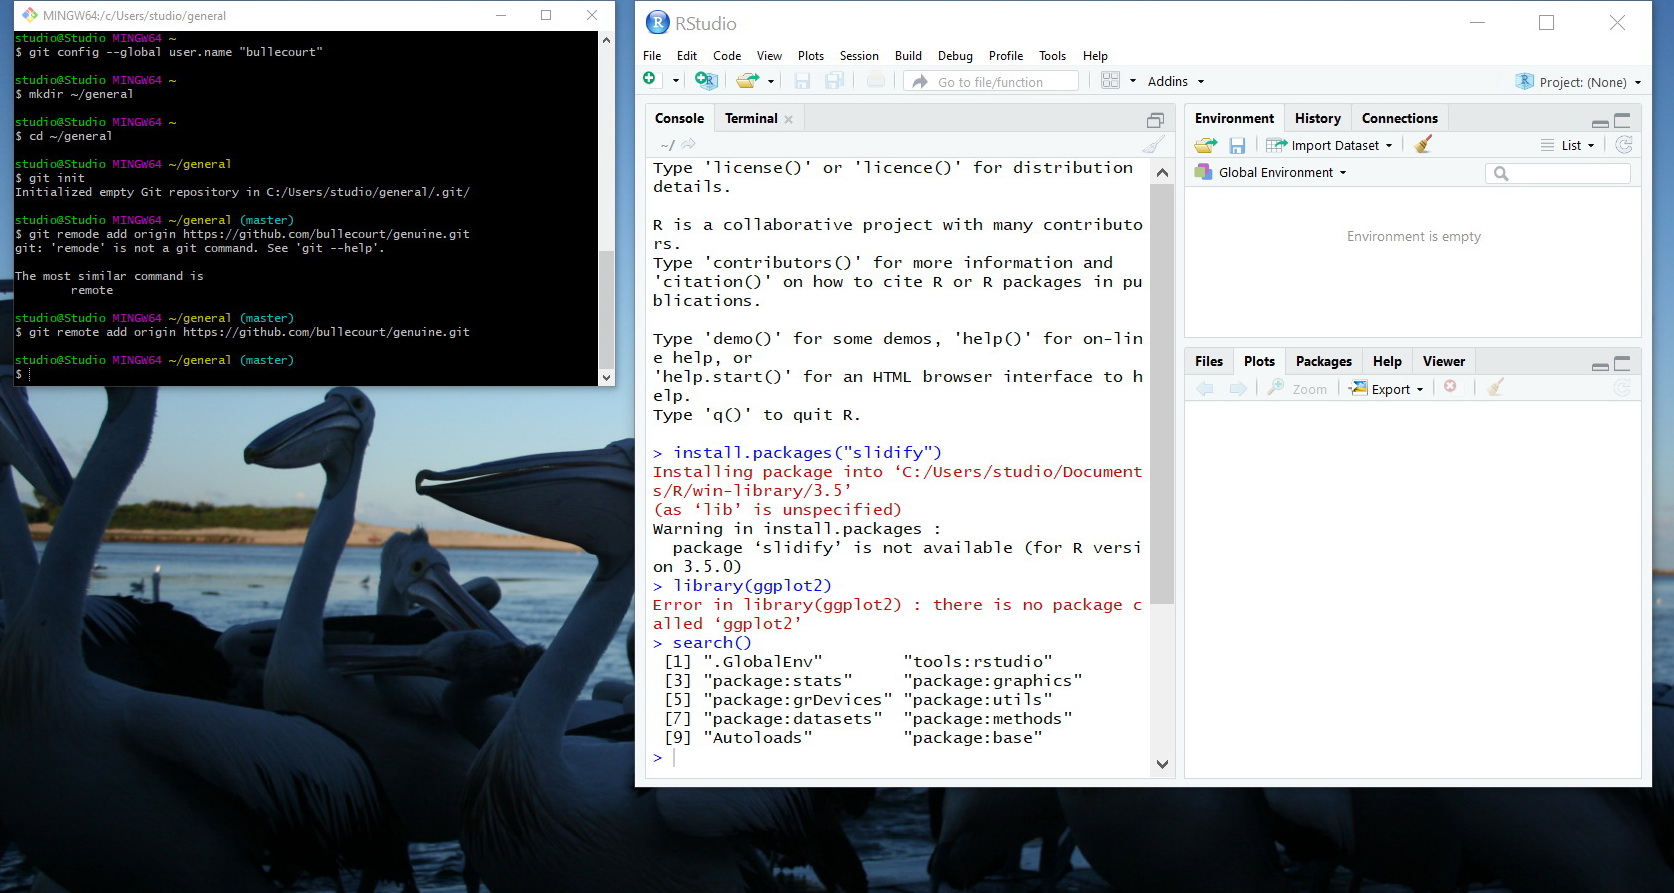 MINGW64:/c/Users/studio/general
studio@Studio MINGW64 ~
$ git config --global user.name "bullecourt"
studio@Studio MINGW64 ~
$ mkdir ~/general
studio@Studio MINGW64 ~
$ cd ~/general
studio@Studio MINGW64 ~/general
$ git init
Initialized empty Git repository in C:/Users/studio/general/.git/
studio@Studio MINGW64 ~/general (master)
$ git remode add origin https://github.com/bullecourt/genuine.git
git: 'remode' is not a git command. See 'git --help'.
The most similar command is
remote
studio@Studio MINGW64 ~/general (master)
$ git remote add origin https://github.com/bullecourt/genuine.git
studio@Studio MINGW64 ~/general (master)
$
RStudio
File Edit Code View Plots Session Build Debug Profile Tools Help
Go to file/function Addins Project: (None)
Console Terminal
~/
Type 'license()' or 'licence()' for distribution
details.
R is a collaborative project with many contributo
rs.
Type 'contributors()' for more information and
'citation()' on how to cite R or R packages in pu
blications.
Type 'demo()' for some demos, 'help()' for on-lin
e help, or
'help.start()' for an HTML browser interface to h
elp.
Type 'q()' to quit R.
> install.packages("slidify")
Installing package into ‘C:/Users/studio/Document
s/R/win-library/3.5’
(as ‘lib’ is unspecified)
Warning in install.packages :
package ‘slidify’ is not available (for R versi
on 3.5.0)
> library(ggplot2)
Error in library(ggplot2) : there is no package c
alled ‘ggplot2’
> search()
[1] ".GlobalEnv" "tools:rstudio"
[3] "package:stats" "package:graphics"
[5] "package:grDevices" "package:utils"
[7] "package:datasets" "package:methods"
[9] "Autoloads" "package:base"
>
Environment History Connections
Import Dataset List
Global Environment
Environment is empty
Files Plots Packages Help Viewer
Zoom Export